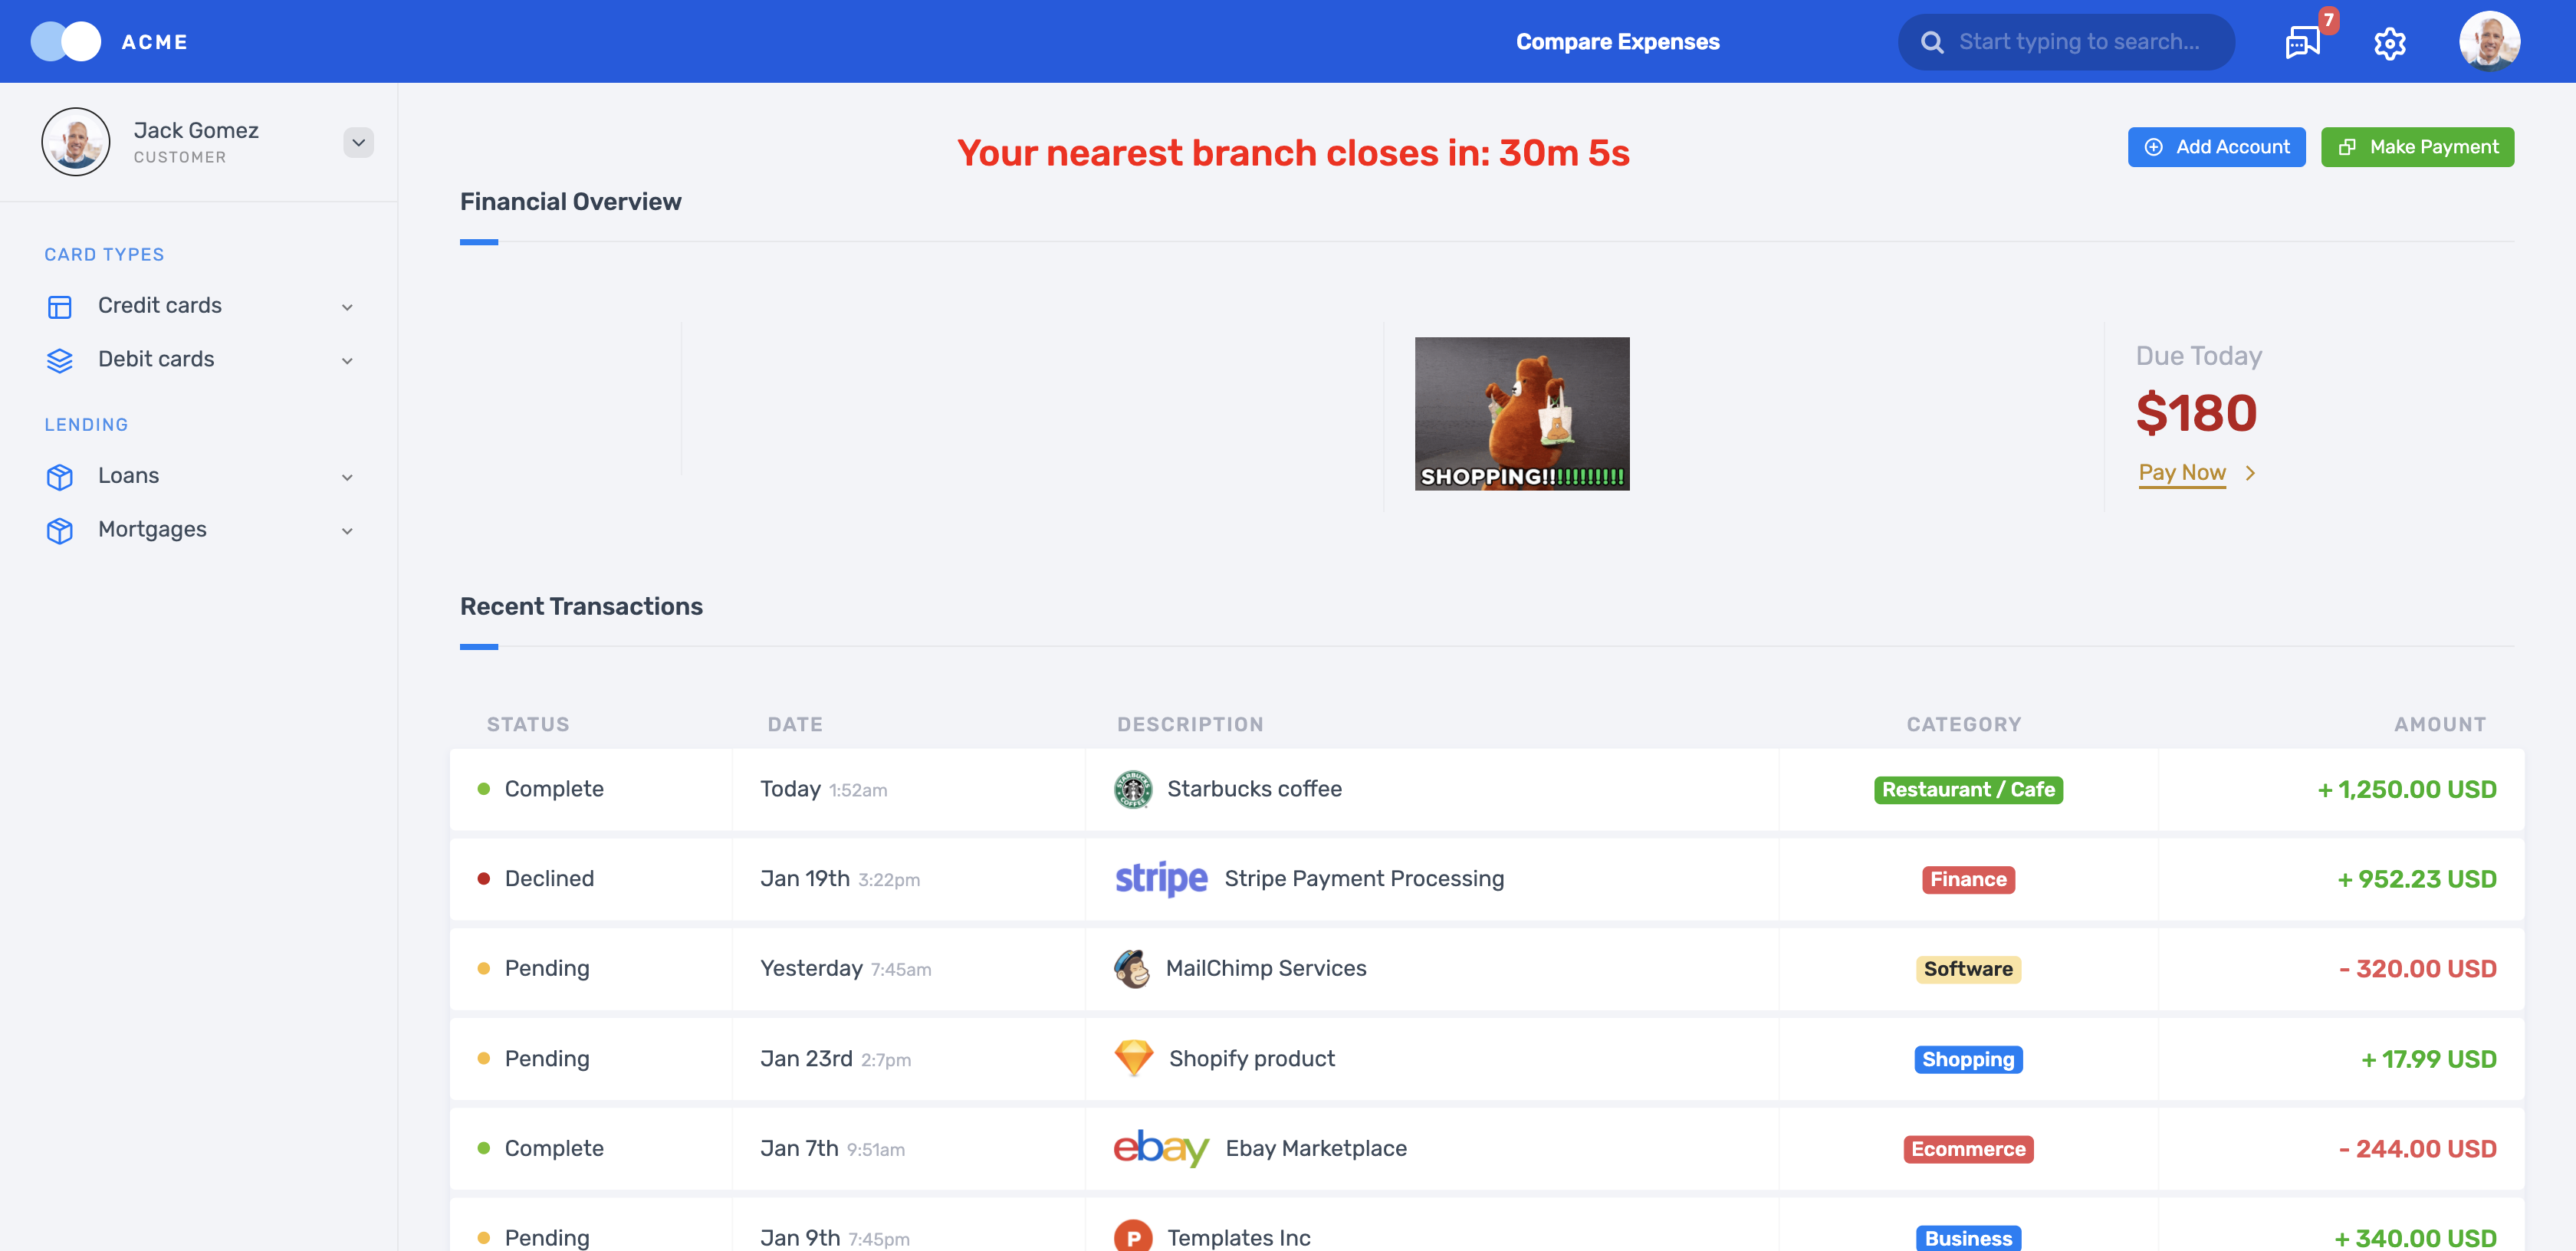 ACME
Compare Expenses
Start typing to search...
7
Jack Gomez
CUSTOMER
Your nearest branch closes in: 30m 5s
Add Account
Make Payment
Financial Overview
CARD TYPES
Credit cards
Debit cards
LENDING
Loans
Mortgages
SHOPPING!!!!!!!!!!!
Due Today
$180
Pay Now
Recent Transactions
STATUS DATE DESCRIPTION CATEGORY AMOUNT
Complete Today 1:52am STARBUCKS COFFEE Starbucks coffee Restaurant / Cafe + 1,250.00 USD
Declined Jan 19th 3:22pm stripe Stripe Payment Processing Finance + 952.23 USD
Pending Yesterday 7:45am MailChimp Services Software - 320.00 USD
Pending Jan 23rd 2:7pm Shopify product Shopping + 17.99 USD
Complete Jan 7th 9:51am ebay Ebay Marketplace Ecommerce - 244.00 USD
Pending Jan 9th 7:45pm P Templates Inc Business + 340.00 USD